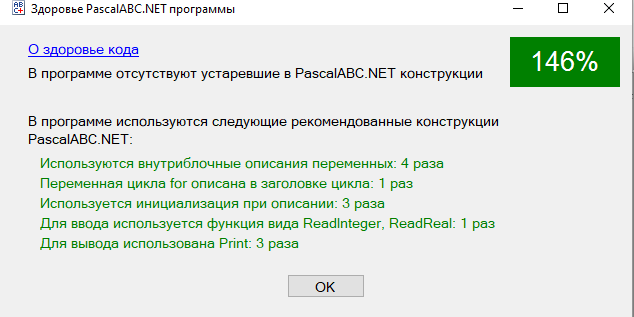 Здоровье PascalABC.NET программы
О здоровье кода
146%
В программе отсутствуют устаревшие в PascalABC.NET конструкции
В программе используются следующие рекомендованные конструкции
PascalABC.NET:
Используются внутриблочные описания переменных: 4 раза
Переменная цикла for описана в заголовке цикла: 1 раз
Используется инициализация при описании: 3 раза
Для ввода используется функция вида ReadInteger, ReadReal: 1 раз
Для вывода использована Print: 3 раза
OK